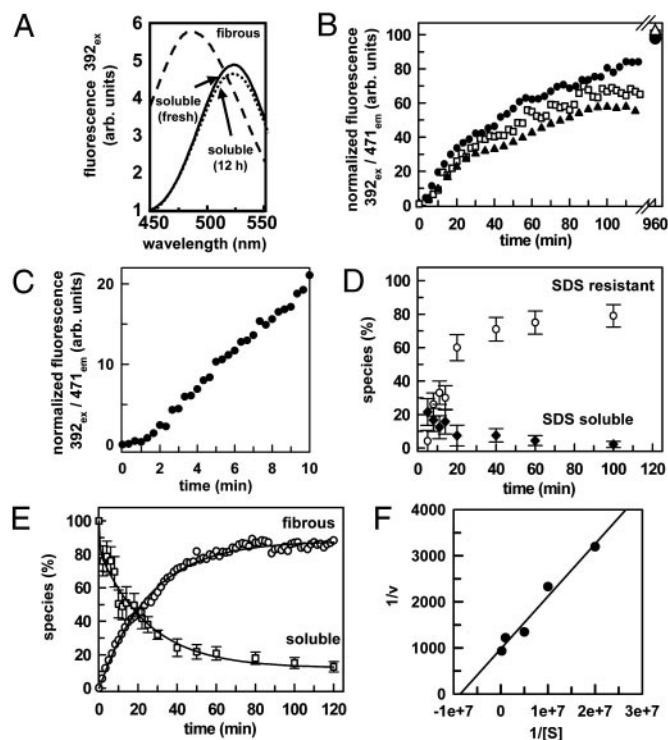 A
fluorescence 392ex
(arb. units)
6
5
4
3
2
1
fibrous
soluble
(fresh)
soluble
(12 h)
450 500 550
wavelength (nm)
B
normalized fluorescence
392ex / 471em (arb. units)
100
80
60
40
20
0
0 20 40 60 80 100 960
time (min)
C
normalized fluorescence
392ex / 471em (arb. units)
20
10
0
0 2 4 6 8 10
time (min)
D
species (%)
100
80
60
40
20
0
SDS resistant
SDS soluble
0 20 40 60 80 100 120
time (min)
E
species (%)
100
80
60
40
20
0
fibrous
soluble
0 20 40 60 80 100 120
time (min)
F
1/v
4000
3000
2000
1000
0
-1e+7 0 1e+7 2e+7 3e+7
1/[S]